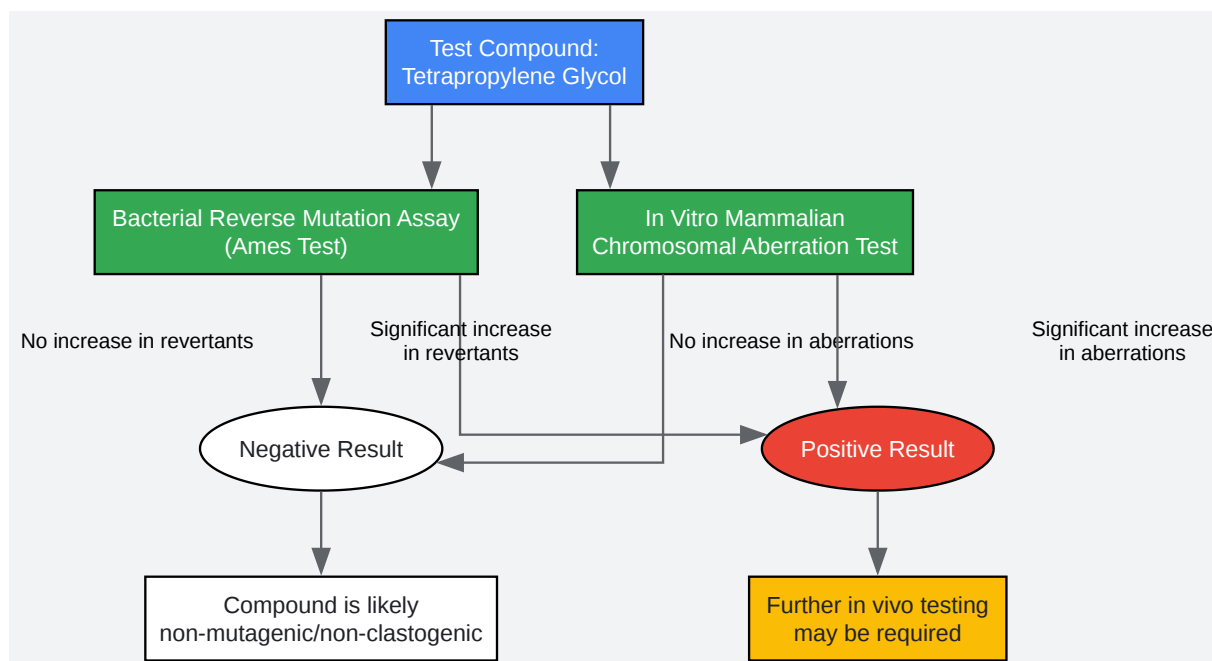 Test Compound:
Tetrapropylene Glycol
Bacterial Reverse Mutation Assay
(Ames Test)
In Vitro Mammalian
Chromosomal Aberration Test
No increase in revertants
Significant increase
in revertants
No increase in aberrations
Significant increase
in aberrations
Negative Result
Positive Result
Compound is likely
non-mutagenic/non-clastogenic
Further in vivo testing
may be required